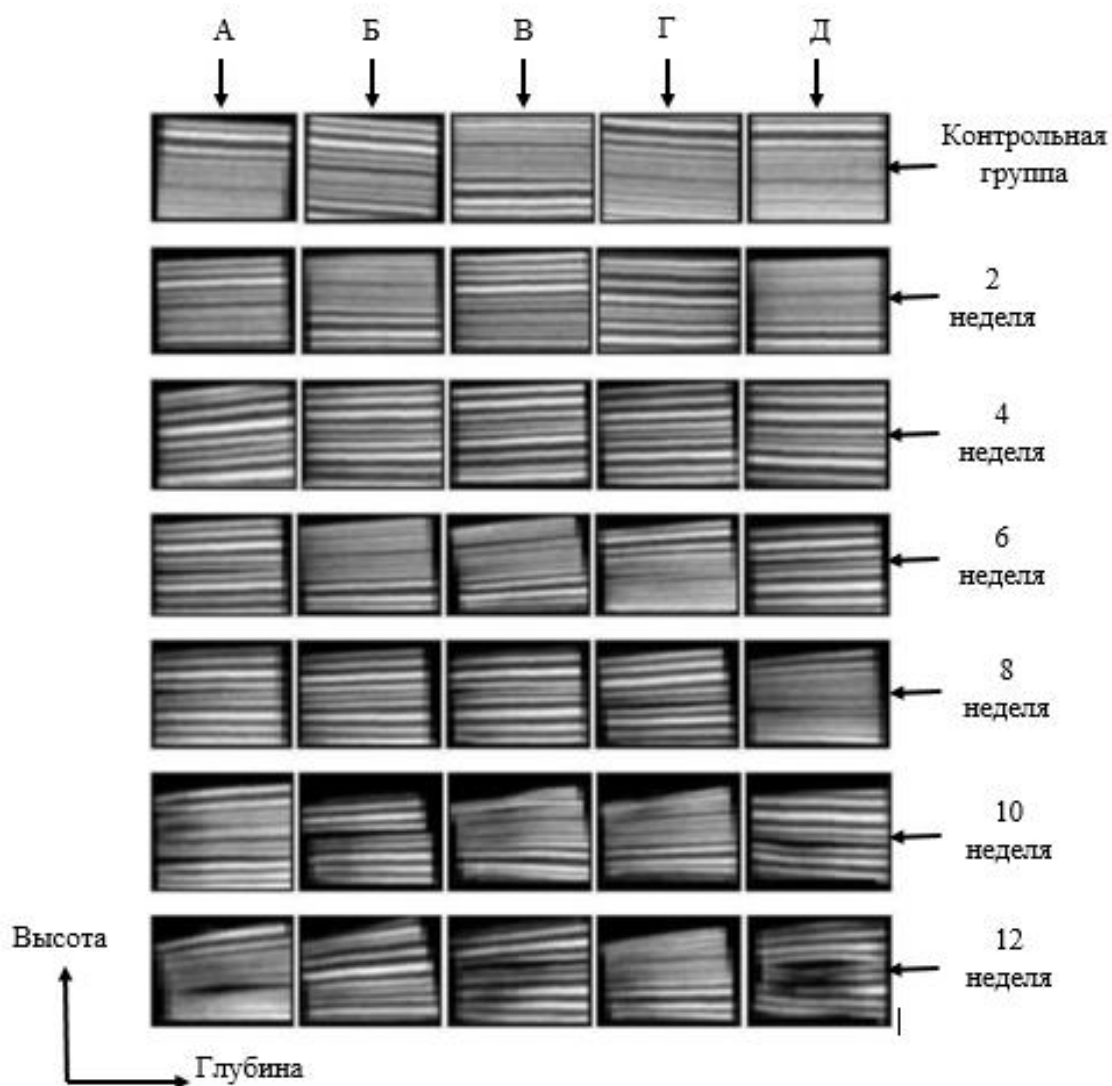 А Б В Г Д
Контрольная
группа
2
неделя
4
неделя
6
неделя
8
неделя
10
неделя
12
неделя
Высота
Глубина